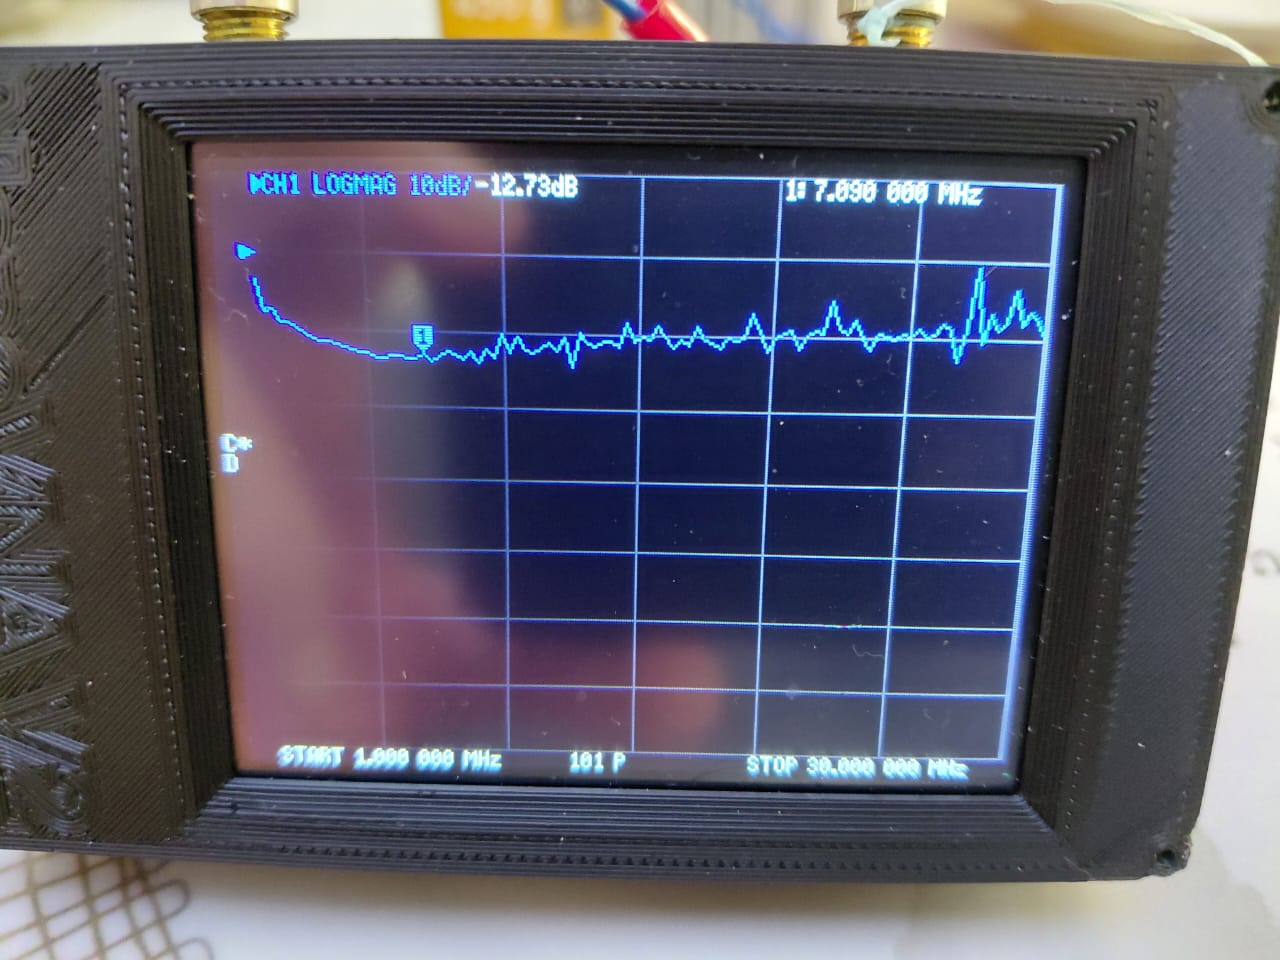 CH1 LOGMAG 10dB/-12.73dB
1: 7.090 000 MHz
1
C*
D
START 1.000 000 MHz
101 P
STOP 30.000 000 MHz